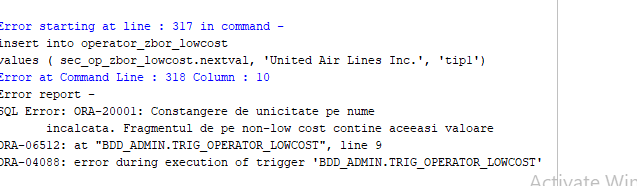 Error starting at line : 317 in command -
insert into operator_zbor_lowcost
values ( sec_op_zbor_lowcost.nextval, 'United Air Lines Inc.', 'tip1')
Error at Command Line : 318 Column : 10
Error report -
SQL Error: ORA-20001: Constangere de unicitate pe nume
incalcata. Fragmentul de pe non-low cost contine aceeasi valoare
ORA-06512: at "BDD_ADMIN.TRIG_OPERATOR_LOWCOST", line 9
ORA-04088: error during execution of trigger 'BDD_ADMIN.TRIG_OPERATOR_LOWCOST'
Activate Win